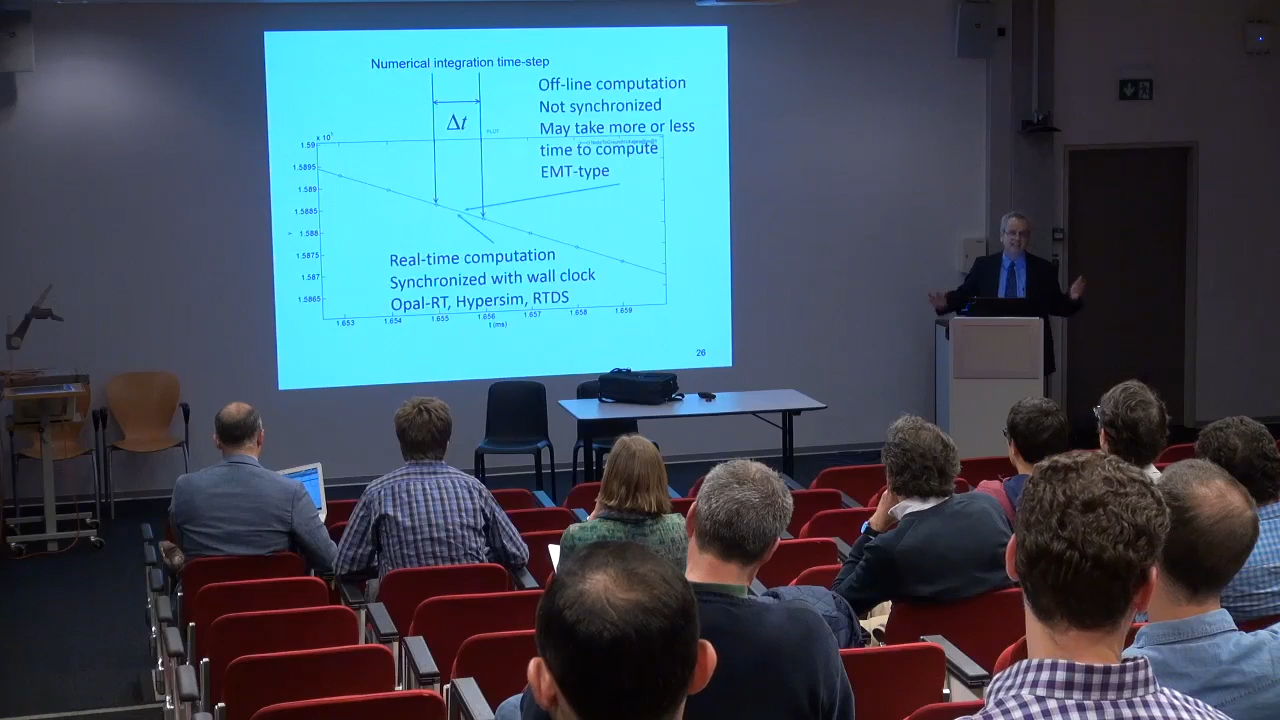 Numerical integration time-step
Off-line computation
Not synchronized
May take more or less
time to compute
EMT-type
Δt
PLOT
1.59
1.5895
1.589
1.5885
1.588
1.5875
1.587
1.5865
Real-time computation
Synchronized with wall clock
Opal-RT, Hypersim, RTDS
1.653 1.654 1.655 1.656 1.657 1.658 1.659
t (ms)
26